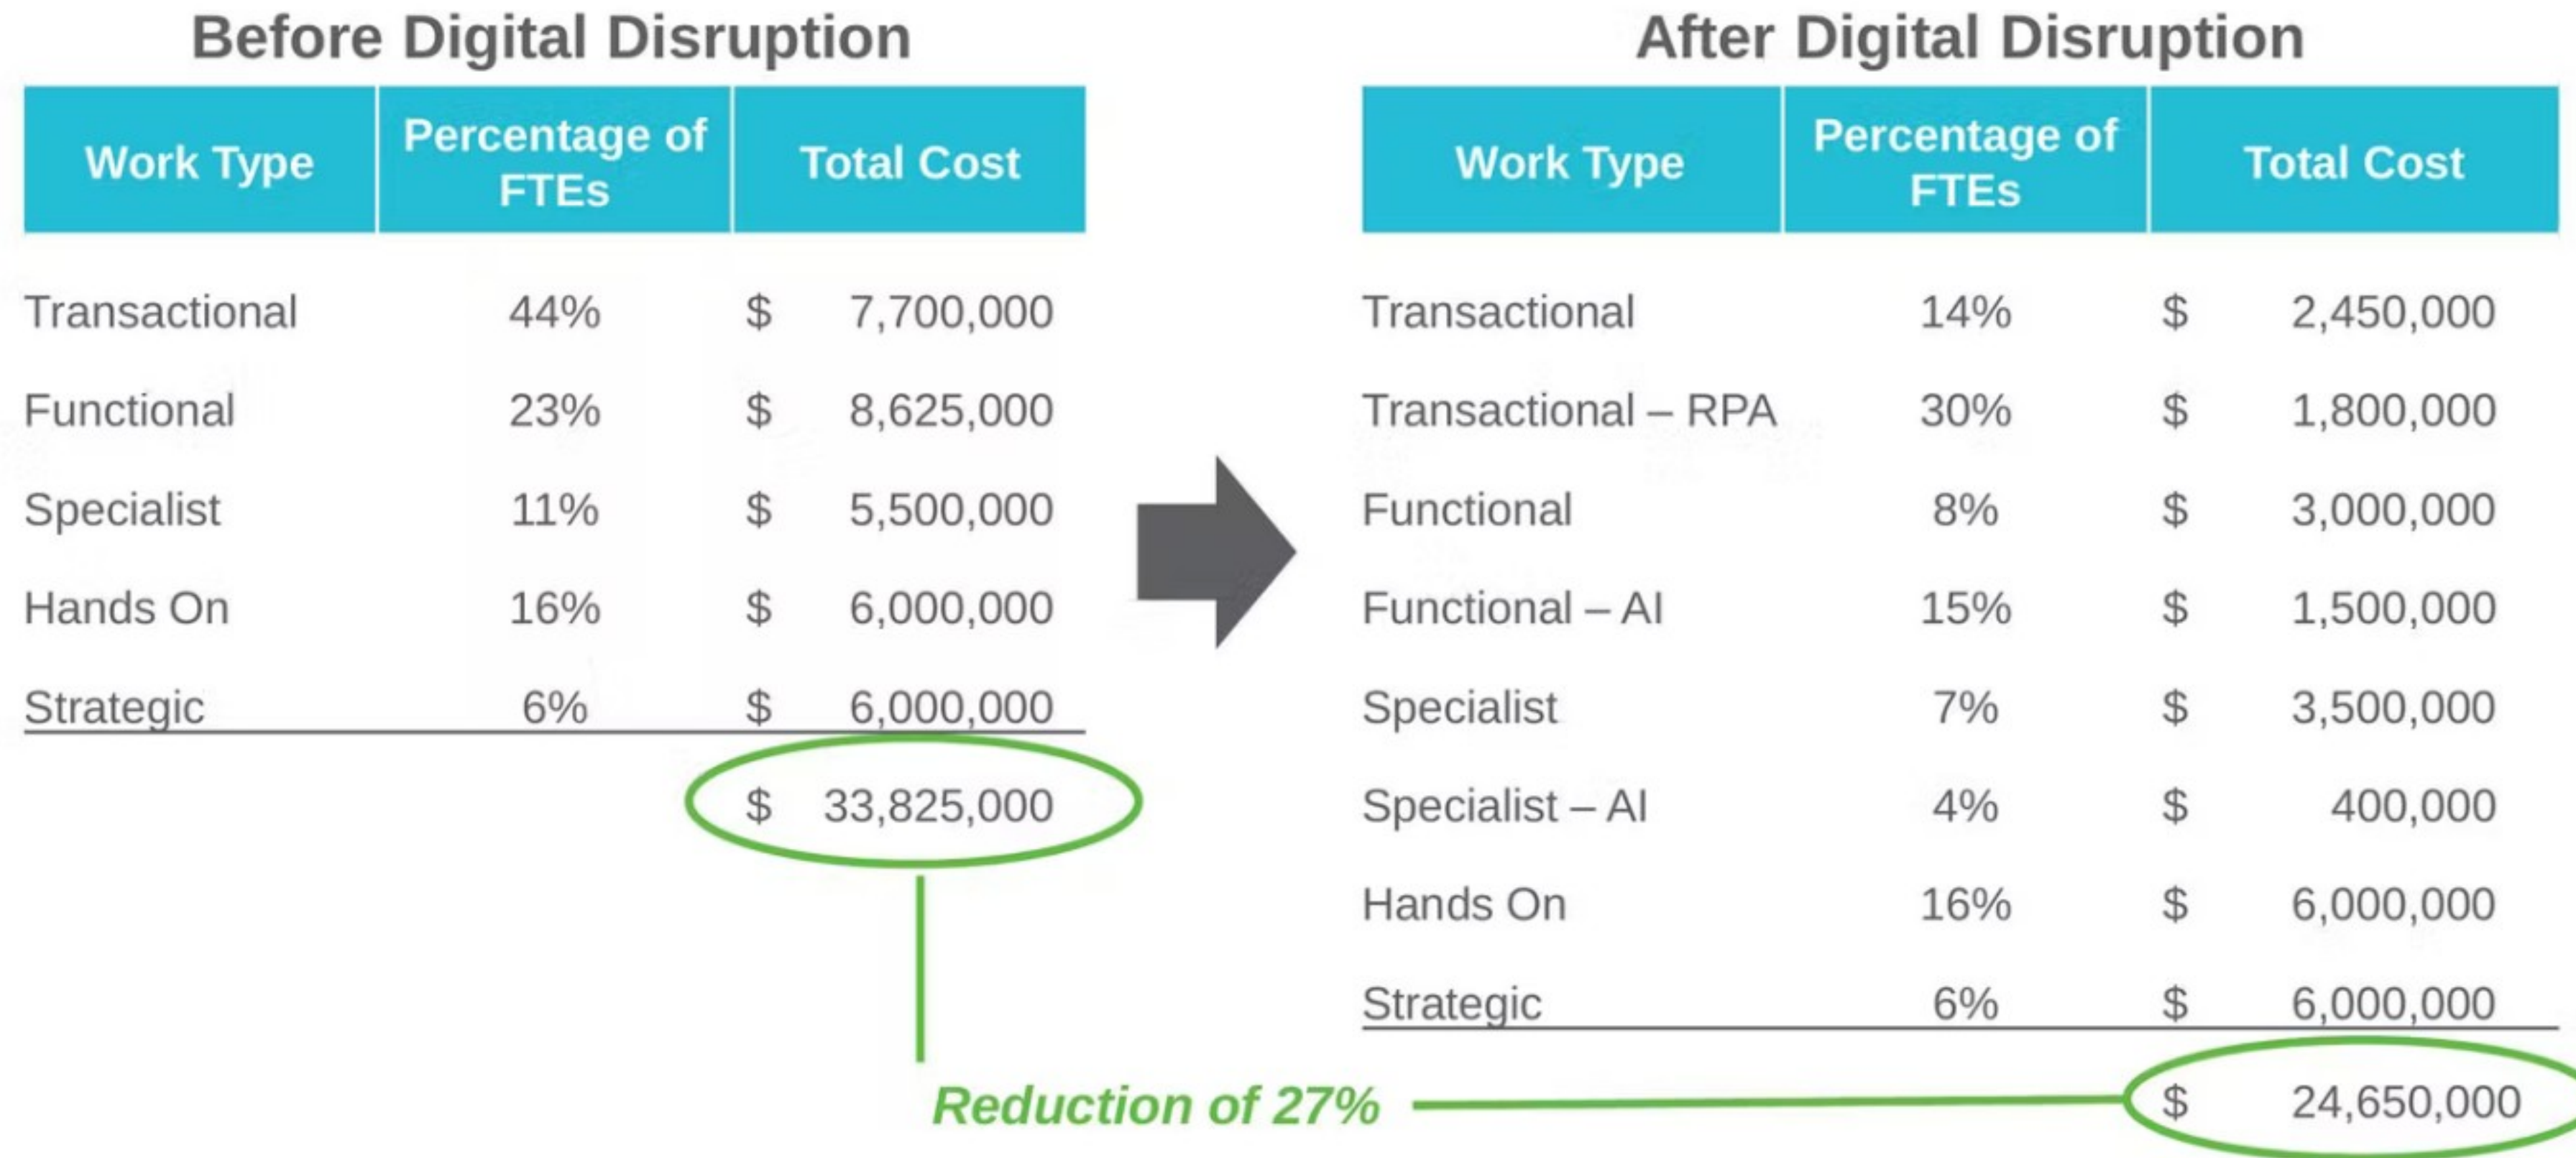 Before Digital Disruption
Work Type Percentage of FTEs Total Cost
Transactional 44% $ 7,700,000
Functional 23% $ 8,625,000
Specialist 11% $ 5,500,000
Hands On 16% $ 6,000,000
Strategic 6% $ 6,000,000
$ 33,825,000
After Digital Disruption
Work Type Percentage of FTEs Total Cost
Transactional 14% $ 2,450,000
Transactional – RPA 30% $ 1,800,000
Functional 8% $ 3,000,000
Functional – AI 15% $ 1,500,000
Specialist 7% $ 3,500,000
Specialist – AI 4% $ 400,000
Hands On 16% $ 6,000,000
Strategic 6% $ 6,000,000
$ 24,650,000
Reduction of 27%